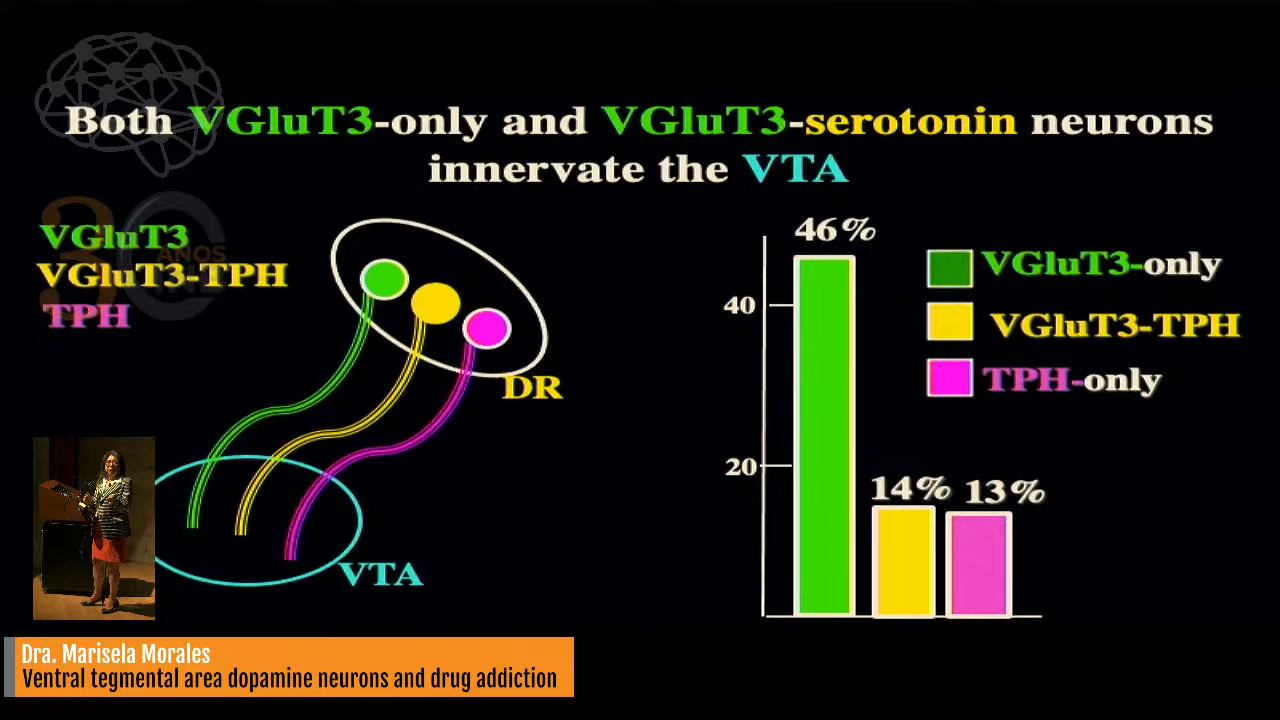 Both VGluT3-only and VGluT3-serotonin neurons
innervate the VTA
VGluT3
VGluT3-TPH
TPH
30
AÑOS
DR
VTA
46%
40
20
14%
13%
VGluT3-only
VGluT3-TPH
TPH-only
Dra. Marisela Morales
Ventral tegmental area dopamine neurons and drug addiction